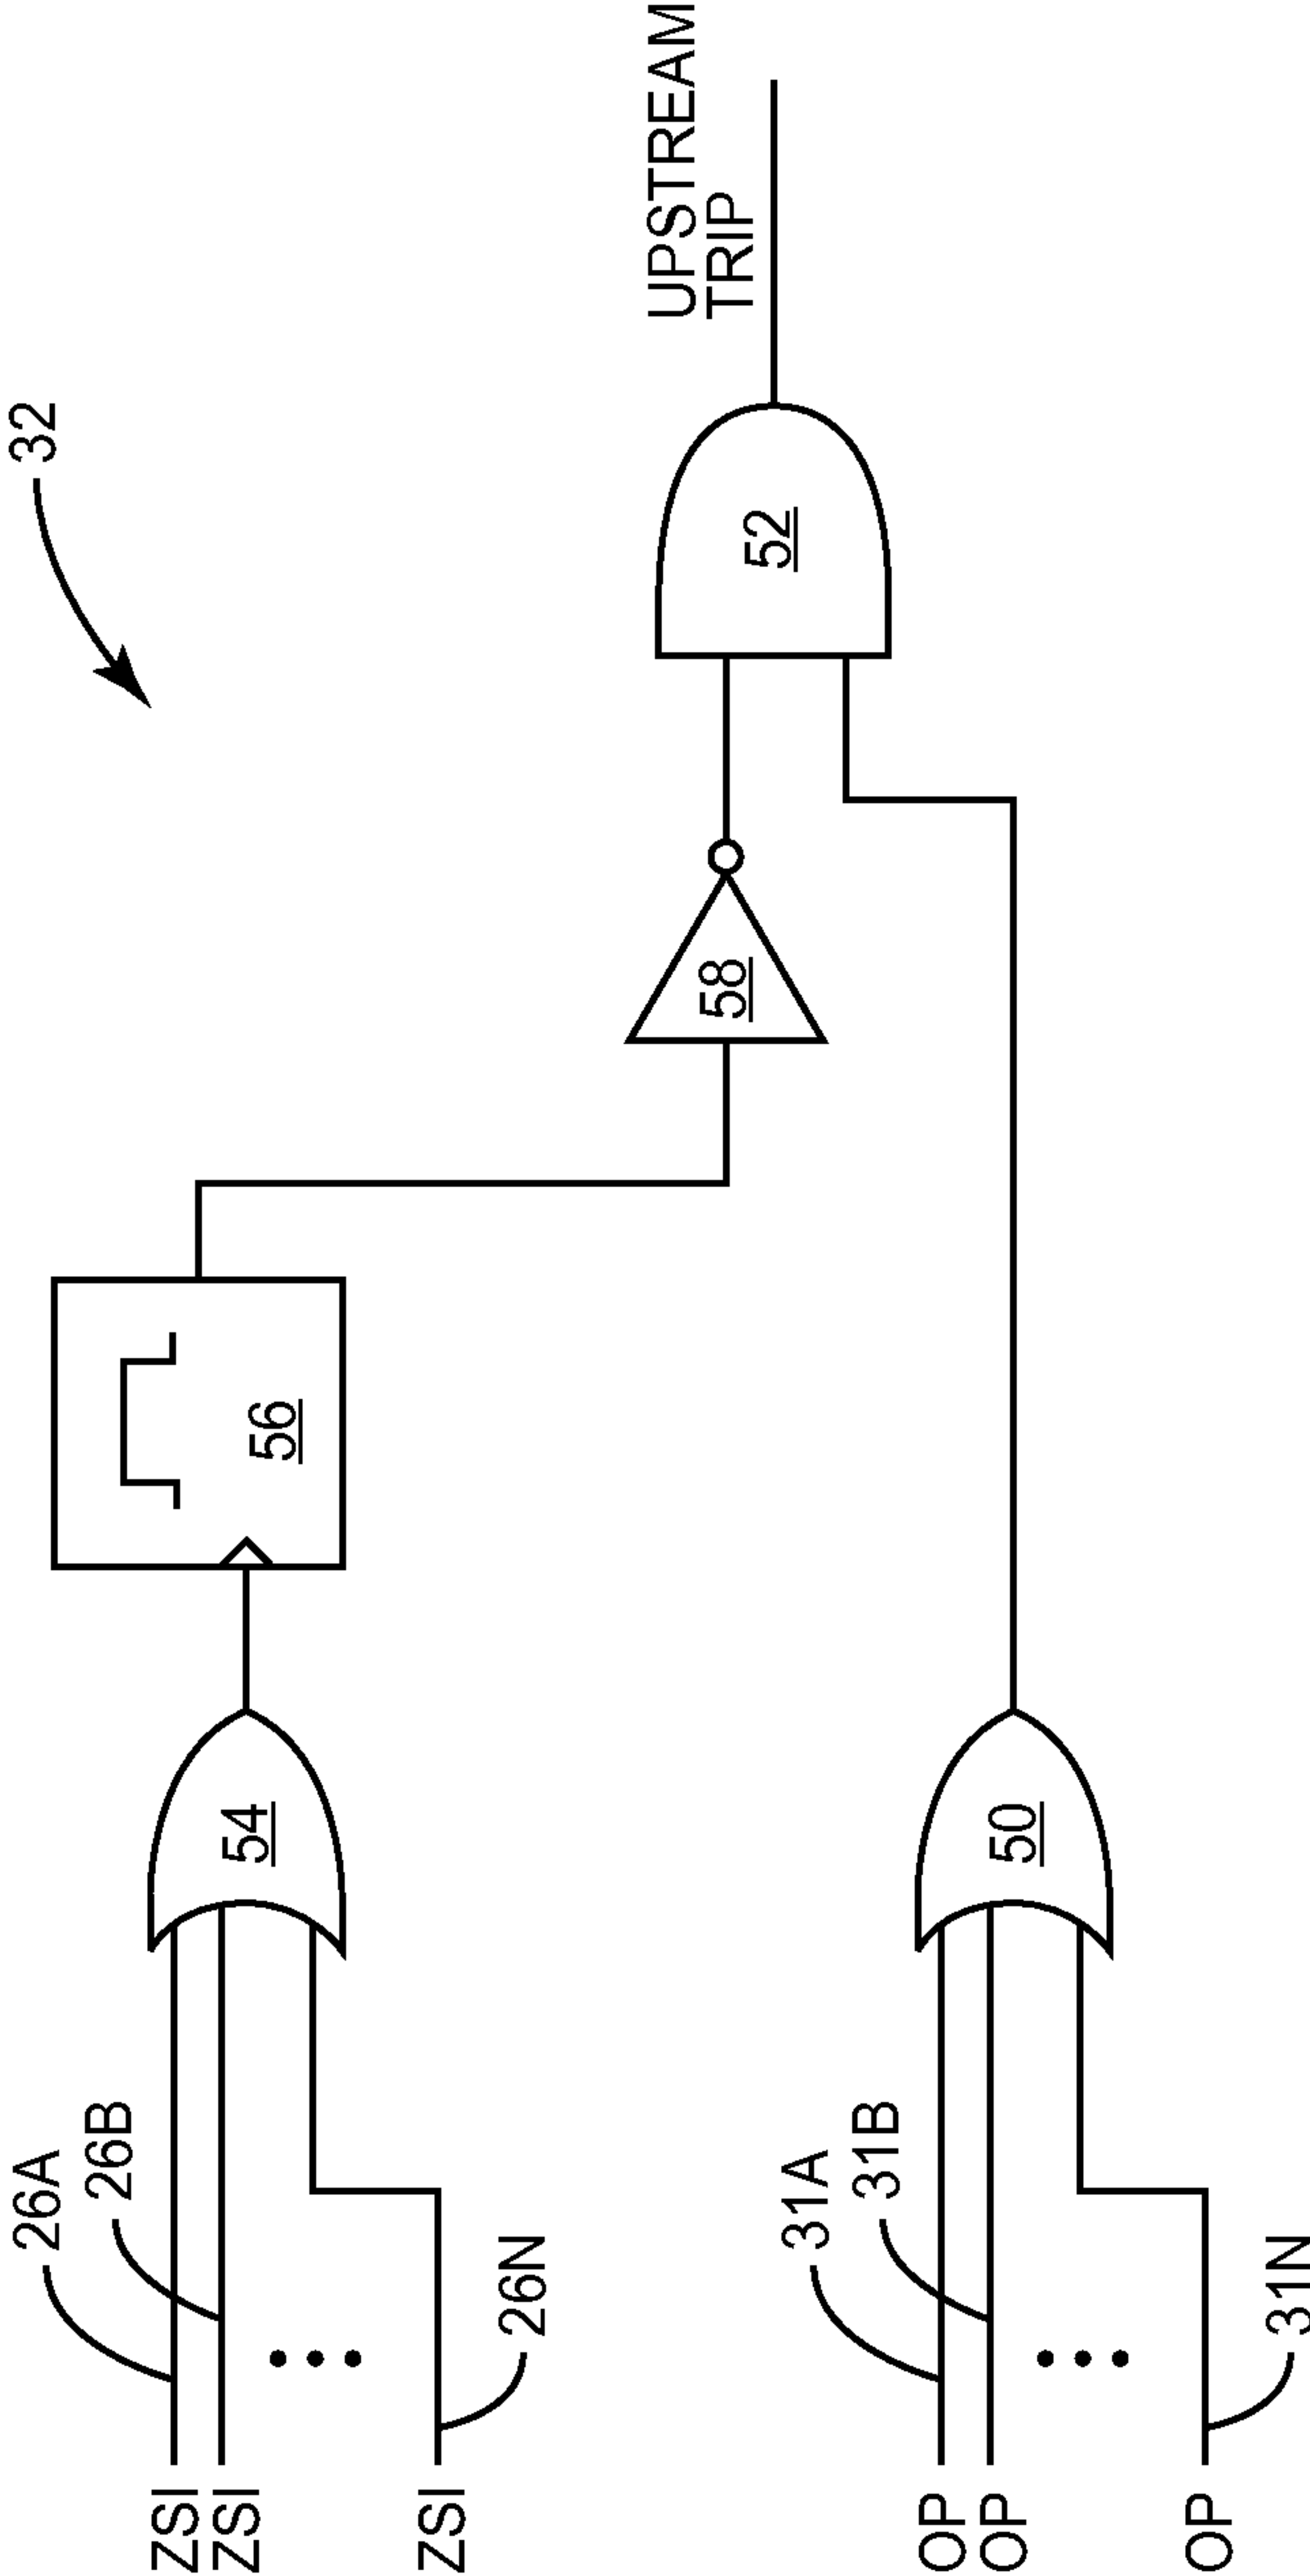 32
26A
26B
ZSI
ZSI
ZSI
26N
54
56
58
52
UPSTREAM
TRIP
31A
31B
OP
OP
OP
31N
50